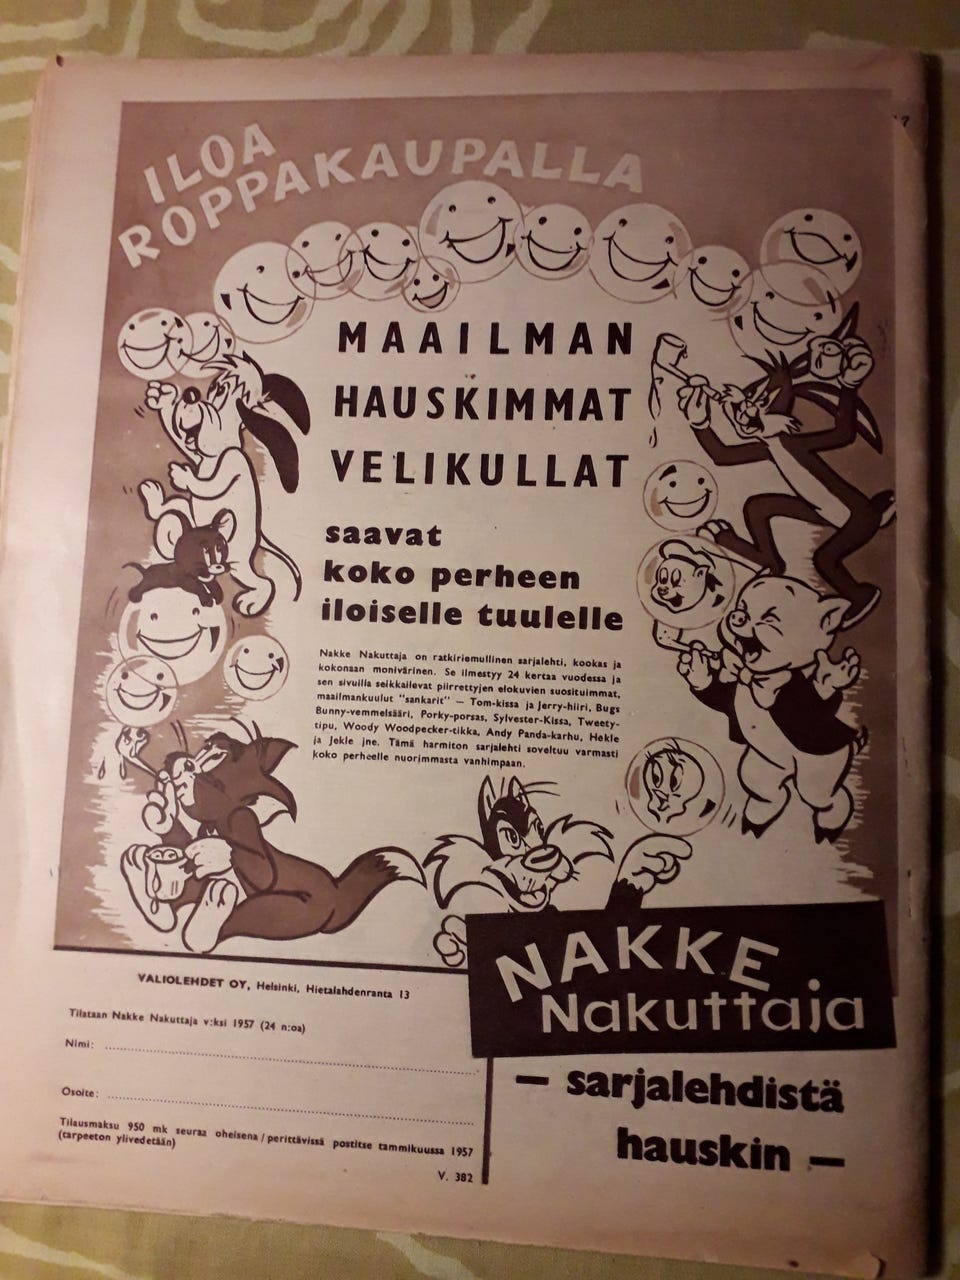 ILOA
ROPPAKAUPALLA
MAAILMAN
HAUSKIMMAT
VELIKULLAT
saavat
koko perheen
iloiselle tuulelle
Nakke Nakuttaja on ratkiriemullinen sarjalehti, kookas ja
kokonaan monivärinen. Se ilmestyy 24 kertaa vuodessa ja
sen sivuilla seikkailevat piirrettyjen elokuvien suosituimmat,
maailmankuulut "sankarit" — Tom-kissa ja Jerry-hiiri, Bugs
Bunny-vemmelsääri, Porky-porsas, Sylvester-Kissa, Tweety-
tipu, Woody Woodpecker-tikka, Andy Panda-karhu, Hekle
ja Jekle jne. Tämä harmiton sarjalehti soveltuu varmasti
koko perheelle nuorimmasta vanhimpaan.
NAKKE
Nakuttaja
— sarjalehdistä
hauskin —
VALIOLEHDET OY, Helsinki, Hietalahdenranta 13
Tilataan Nakke Nakuttaja v:ksi 1957 (24 n:oa)
Nimi:
Osoite:
Tilausmaksu 950 mk seuraa oheisena/perittävissä postitse tammikuussa 1957
(tarpeeton ylivedetään)
V. 382